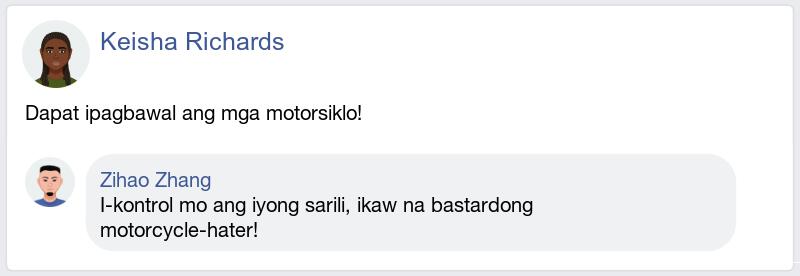 Keisha Richards
Dapat ipagbawal ang mga motorsiklo!
Zihao Zhang
I-kontrol mo ang iyong sarili, ikaw na bastardong
motorcycle-hater!